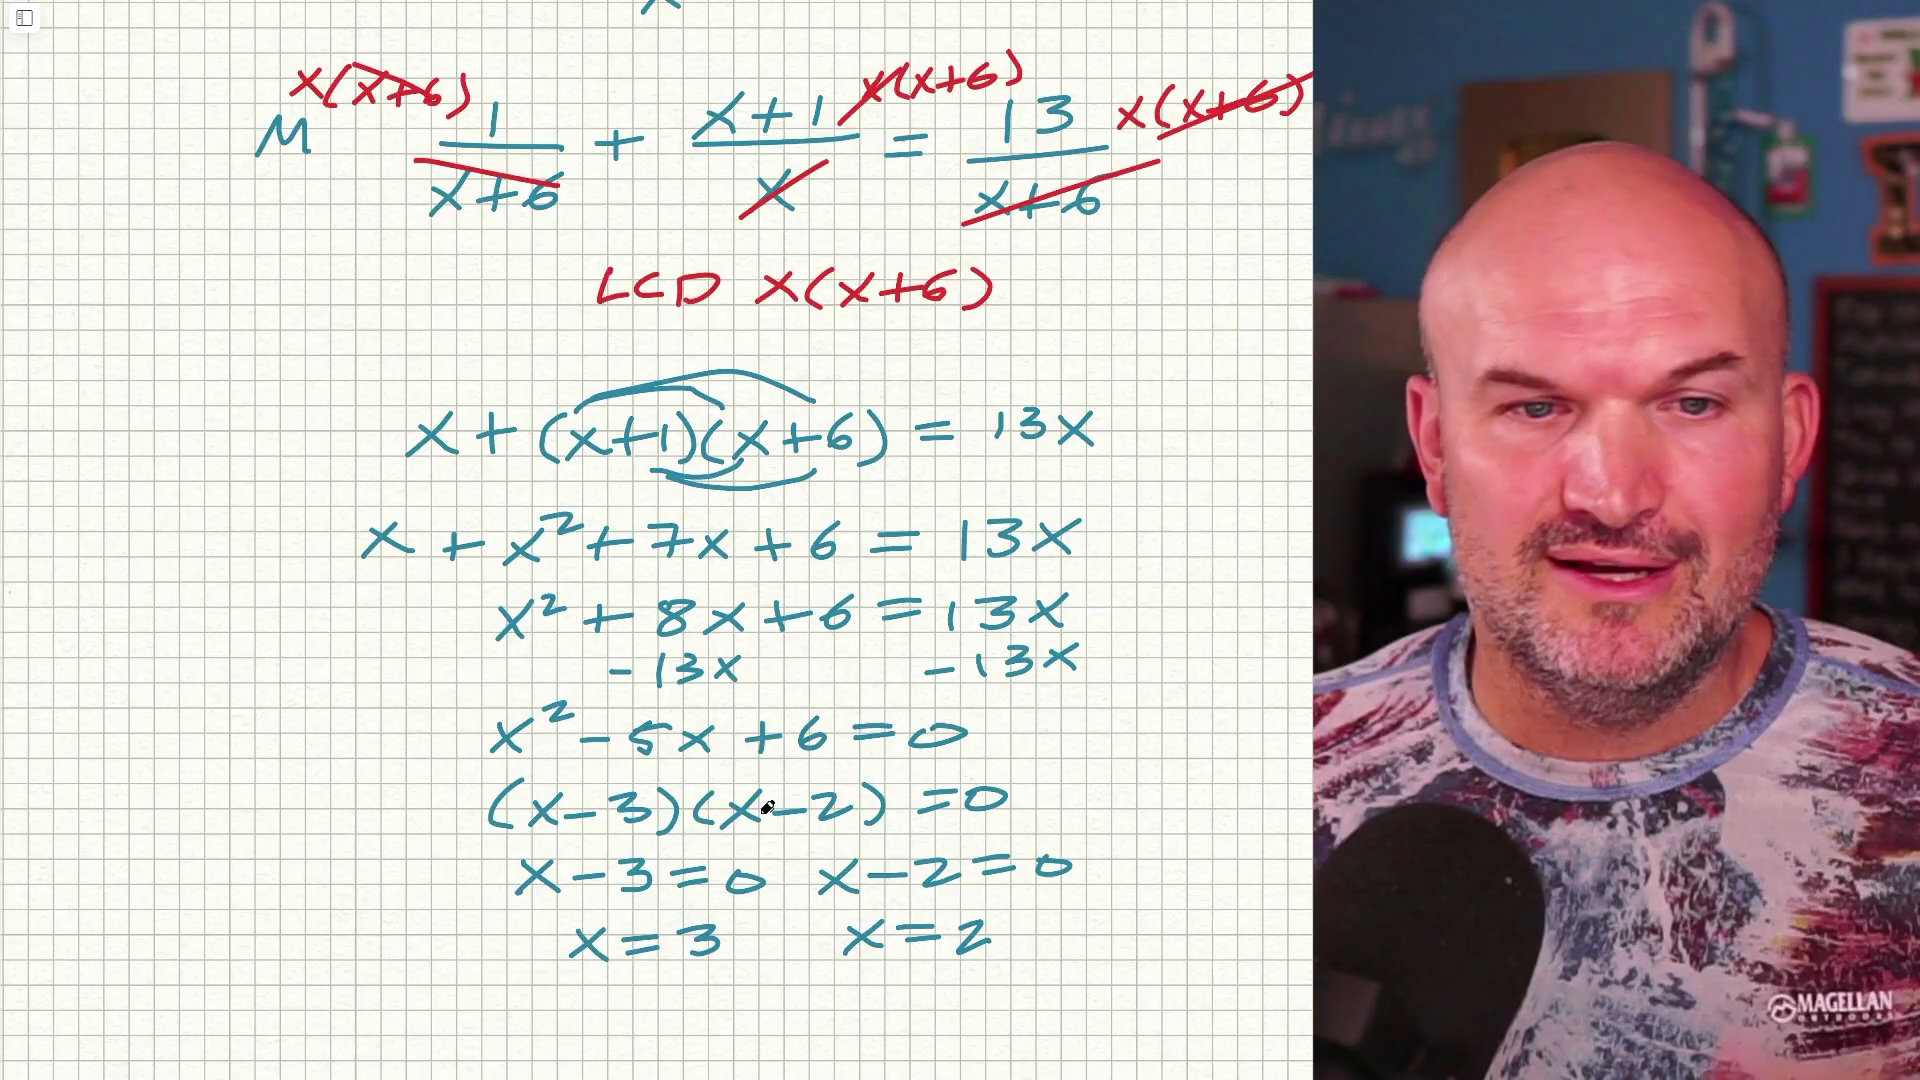 x(x+6) x(x+6) x(x+6)
M 1/(x+6) + (x+1)/x = 13/(x+6)
LCD x(x+6)
x + (x+1)(x+6) = 13x
x + x² + 7x + 6 = 13x
x² + 8x + 6 = 13x
-13x -13x
x² - 5x + 6 = 0
(x-3)(x-2) = 0
x-3=0 x-2=0
x=3 x=2
MAGELLAN
OUTDOORS